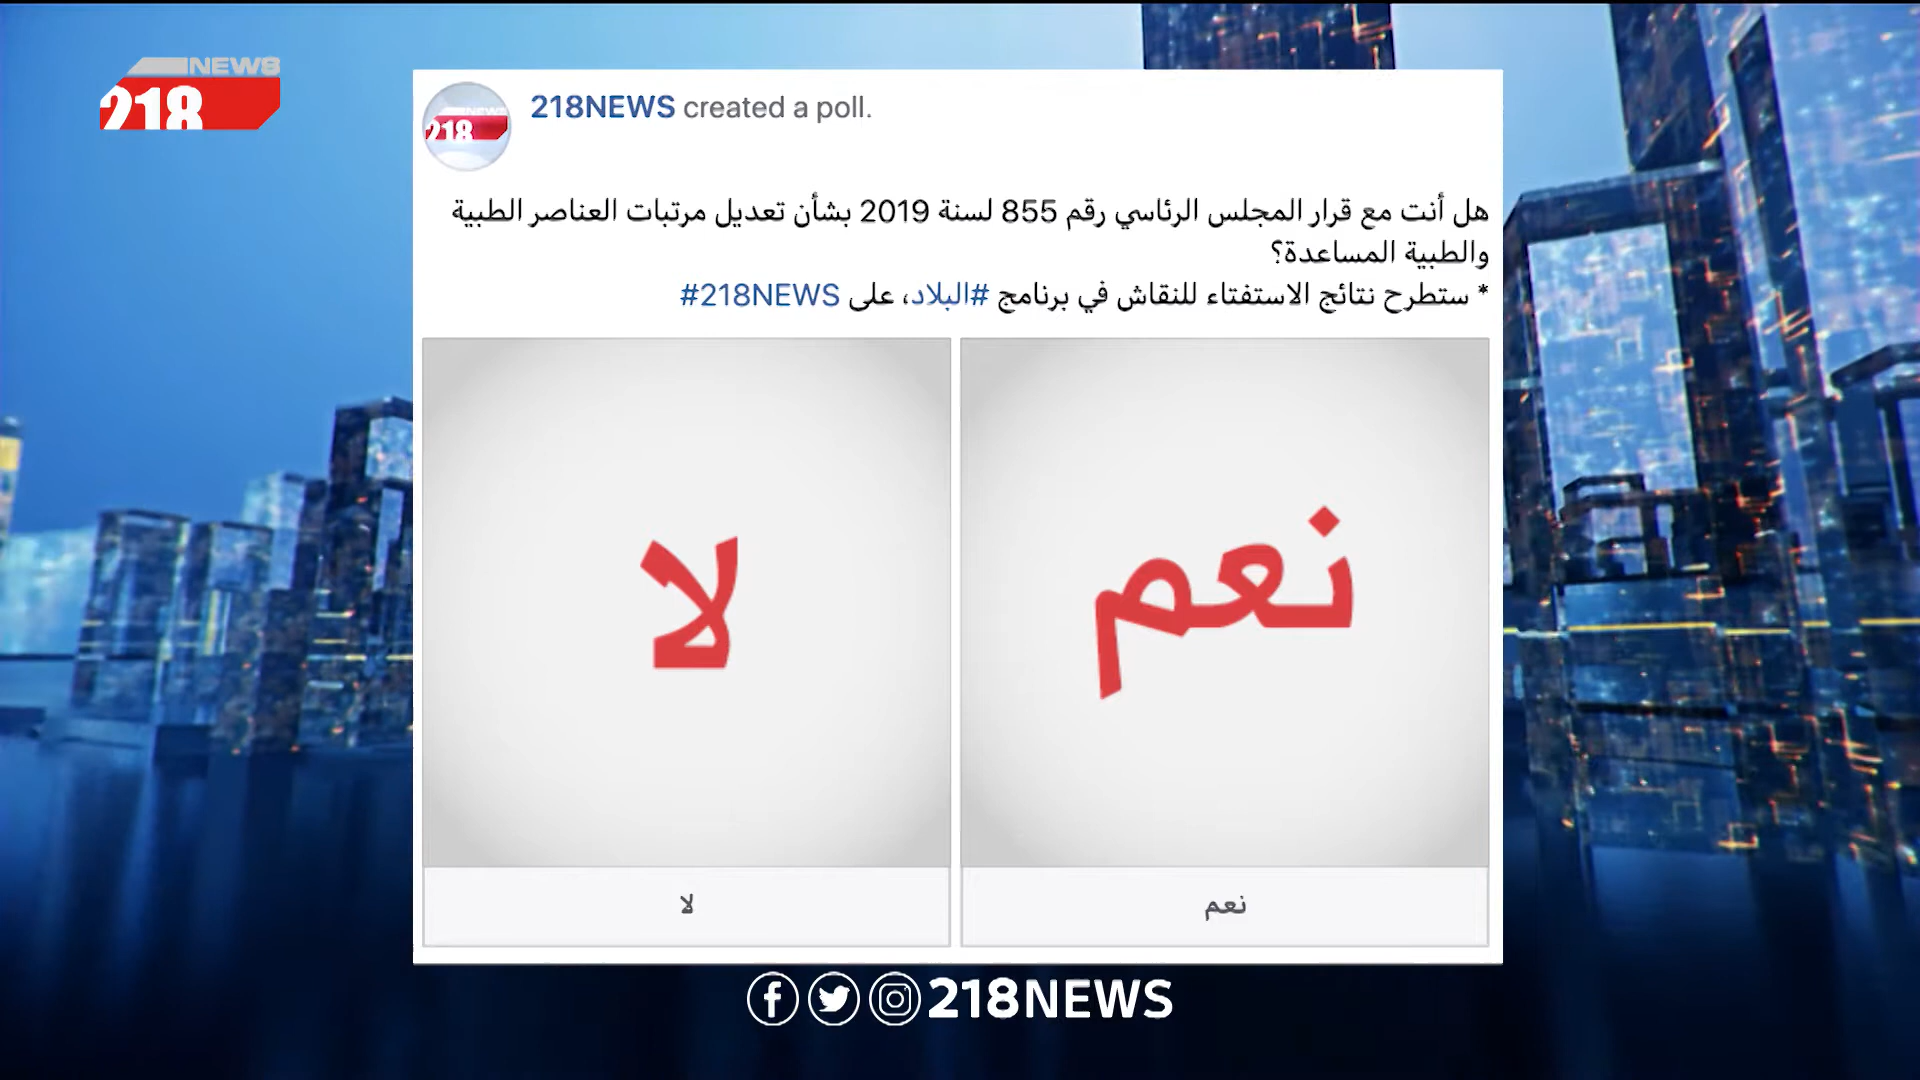 NEWS
218
NEWS
218
218NEWS created a poll.
هل أنت مع قرار المجلس الرئاسي رقم 855 لسنة 2019 بشأن تعديل مرتبات العناصر الطبية
والطبية المساعدة؟
* ستطرح نتائج الاستفتاء للنقاش في برنامج #البلاد، على #218NEWS
نعم
لا
نعم
لا
218NEWS